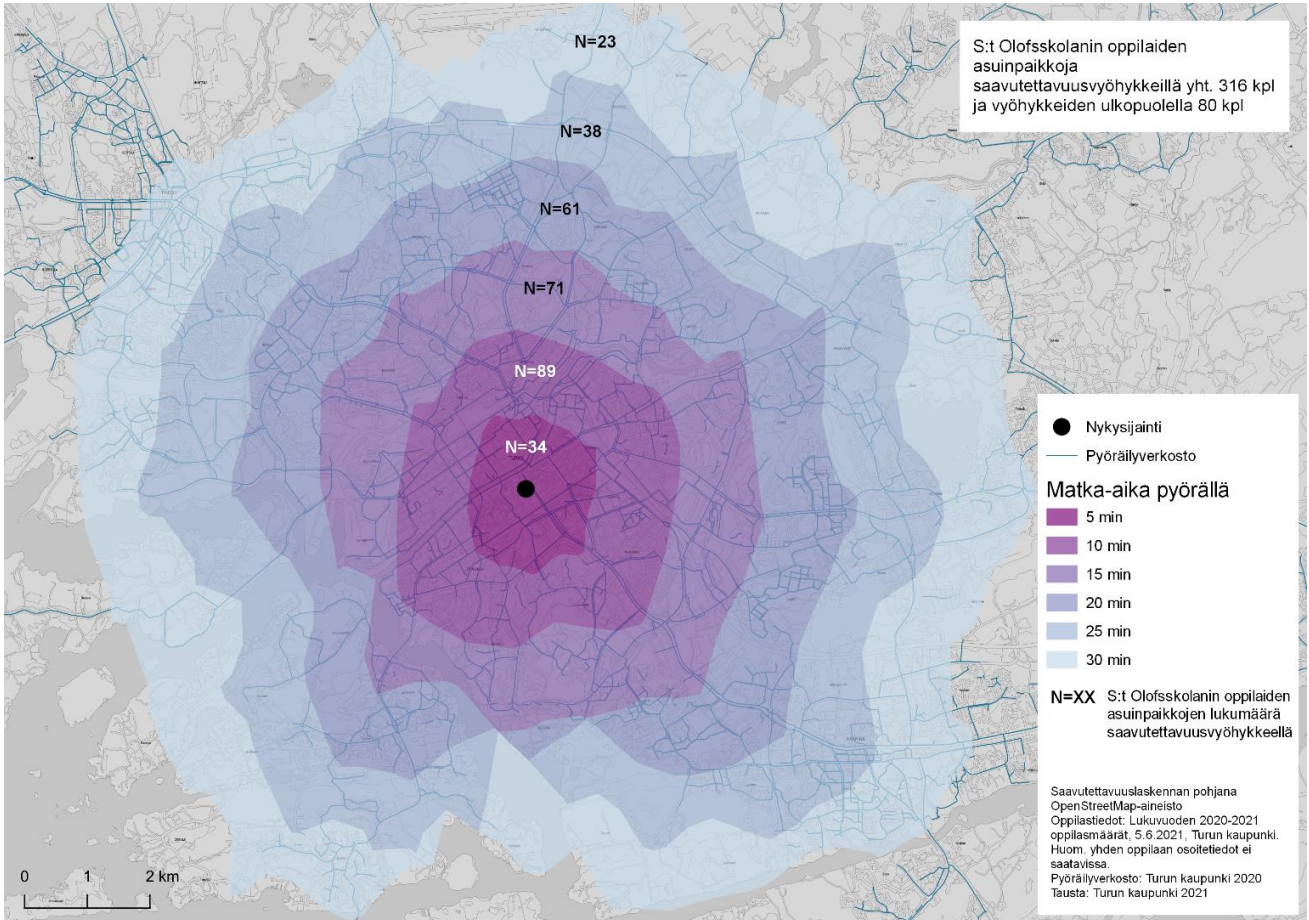 N=23
N=38
N=61
N=71
N=89
N=34
S:t Olofsskolanin oppilaiden
asuinpaikkoja
saavutettavuusvyöhykkeillä yht. 316 kpl
ja vyöhykkeiden ulkopuolella 80 kpl
Nykysijainti
Pyöräilyverkosto
Matka-aika pyörällä
5 min
10 min
15 min
20 min
25 min
30 min
N=XX S:t Olofsskolanin oppilaiden
asuinpaikkojen lukumäärä
saavutettavuusvyöhykkeellä
Saavutettavuuslaskennan pohjana
OpenStreetMap-aineisto
Oppilastiedot: Lukuvuoden 2020-2021
oppilasmäärät, 5.6.2021, Turun kaupunki.
Huom. yhden oppilaan osoitetiedot ei
saatavissa.
Pyöräilyverkosto: Turun kaupunki 2020
Tausta: Turun kaupunki 2021
0 1 2 km